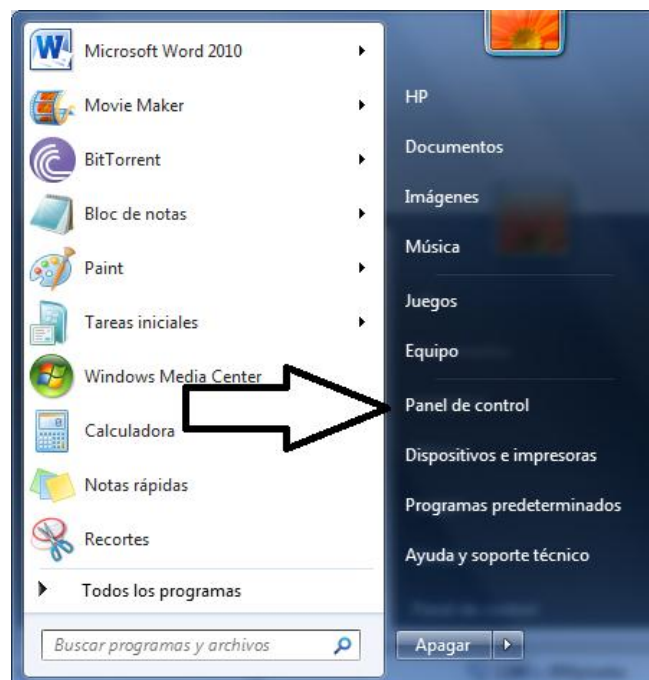 Microsoft Word 2010
Movie Maker
BitTorrent
Bloc de notas
Paint
Tareas iniciales
Windows Media Center
Calculadora
Notas rápidas
Recortes
Todos los programas
Buscar programas y archivos
HP
Documentos
Imágenes
Música
Juegos
Equipo
Panel de control
Dispositivos e impresoras
Programas predeterminados
Ayuda y soporte técnico
Apagar